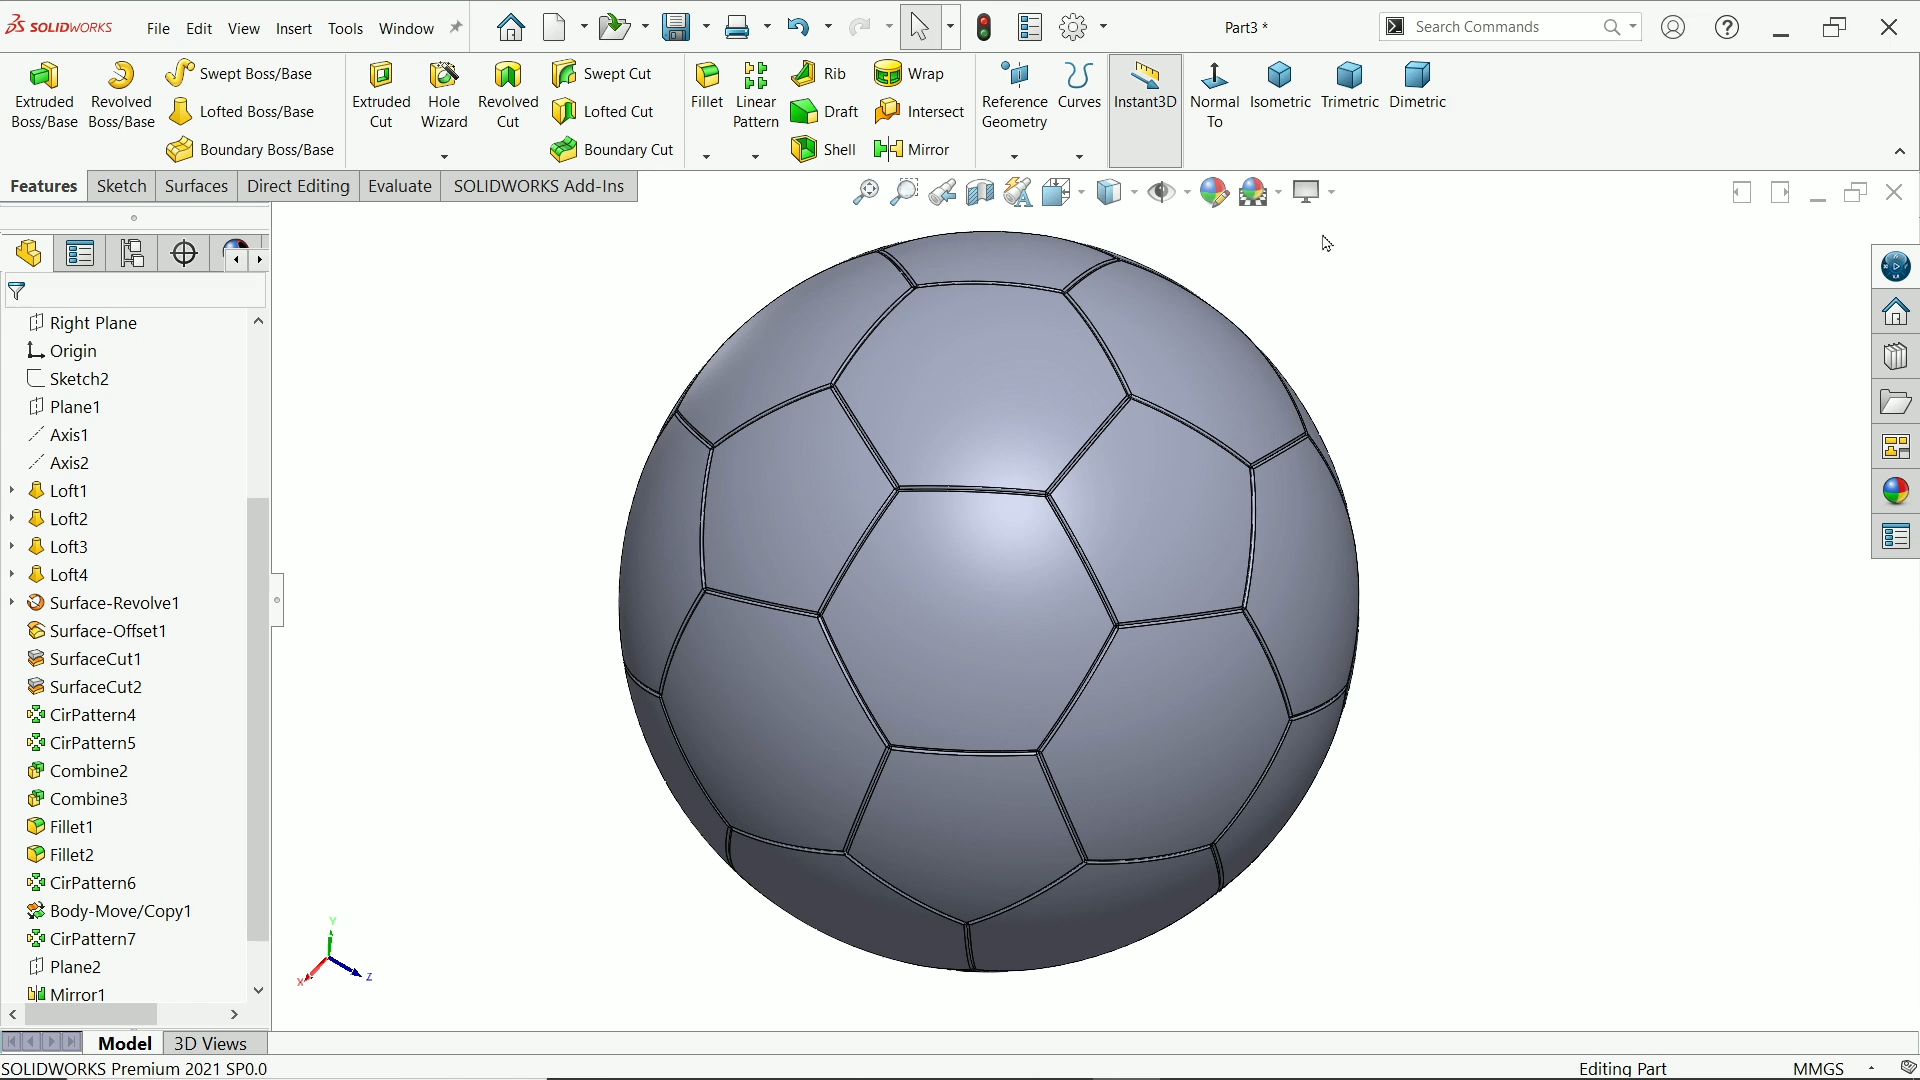 SOLIDWORKS File Edit View Insert Tools Window Part3 * Search Commands
Extruded Boss/Base
Revolved Boss/Base
Swept Boss/Base
Lofted Boss/Base
Boundary Boss/Base
Extruded Cut
Hole Wizard
Revolved Cut
Swept Cut
Lofted Cut
Boundary Cut
Fillet
Linear Pattern
Rib
Draft
Shell
Wrap
Intersect
Mirror
Reference Geometry
Curves
Instant3D
Normal To
Isometric
Trimetric
Dimetric
Features Sketch Surfaces Direct Editing Evaluate SOLIDWORKS Add-Ins
Right Plane
Origin
Sketch2
Plane1
Axis1
Axis2
Loft1
Loft2
Loft3
Loft4
Surface-Revolve1
Surface-Offset1
SurfaceCut1
SurfaceCut2
CirPattern4
CirPattern5
Combine2
Combine3
Fillet1
Fillet2
CirPattern6
Body-Move/Copy1
CirPattern7
Plane2
Mirror1
Y
X
Z
Model 3D Views
SOLIDWORKS Premium 2021 SP0.0 Editing Part MMGS